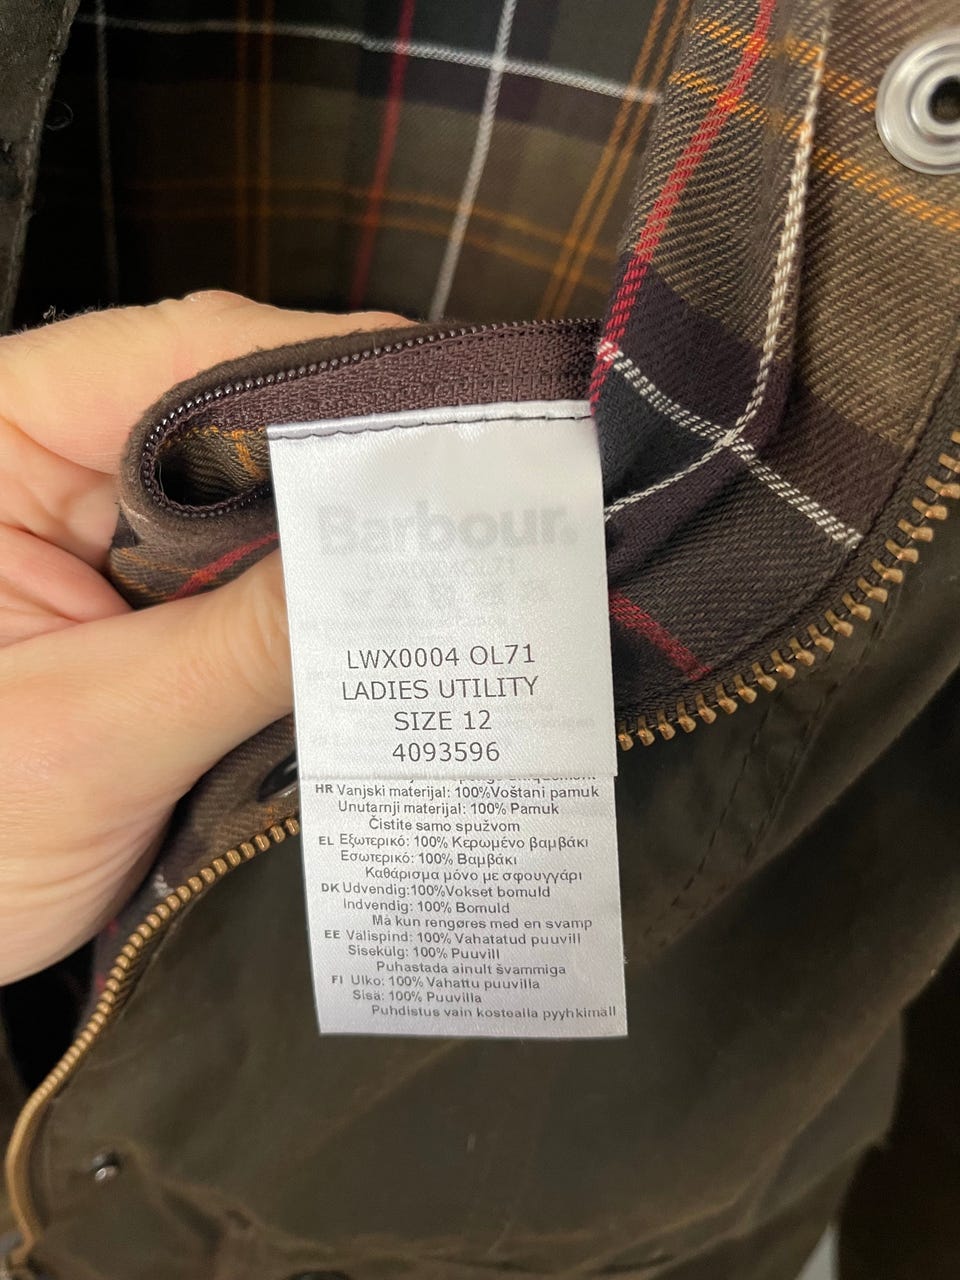 Barbour.
LWX0004 OL71
LADIES UTILITY
SIZE 12
4093596
HR Vanjski materijal: 100%Voštani pamuk
Unutarnji materijal: 100% Pamuk
Čistite samo spužvom
EL Εξωτερικό: 100% Κερωμένο βαμβάκι
Εσωτερικό: 100% Βαμβάκι
Καθάρισμα μόνο με σφουγγάρι
DK Udvendig:100%Vokset bomuld
Indvendig: 100% Bomuld
Må kun rengøres med en svamp
EE Välispind: 100% Vahatatud puuvill
Sisekülg: 100% Puuvill
Puhastada ainult švammiga
FI Ulko: 100% Vahattu puuvilla
Sisä: 100% Puuvilla
Puhdistus vain kostealla pyyhkimäll